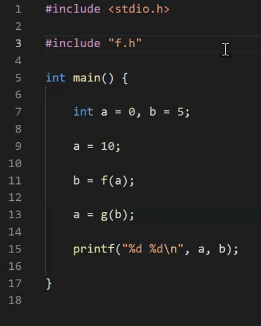 1 #include <stdio.h>
2
3 #include "f.h"
4
5 int main() {
6
7     int a = 0, b = 5;
8
9     a = 10;
10
11     b = f(a);
12
13     a = g(b);
14
15     printf("%d %d\n", a, b);
16
17 }
18